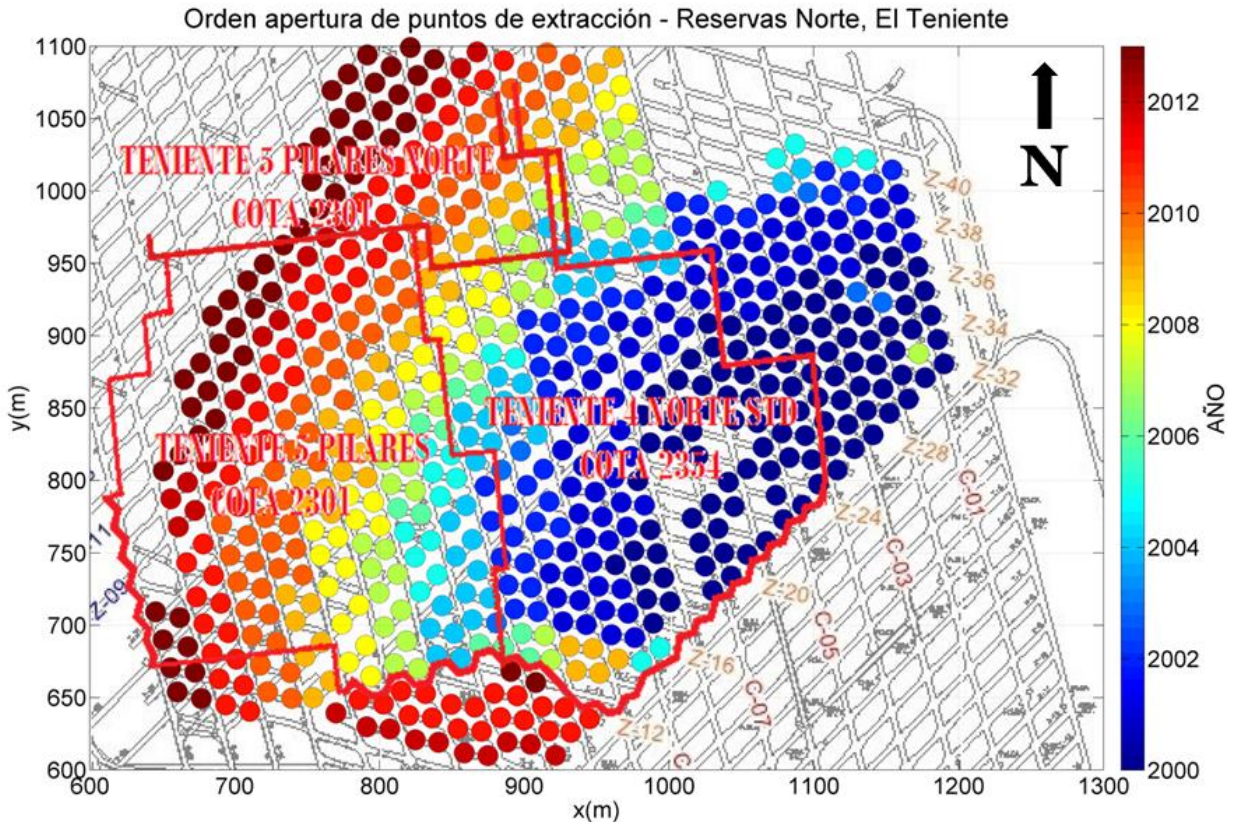 Orden apertura de puntos de extracción - Reservas Norte, El Teniente
1100
1050
1000
950
900
850
800
750
700
650
600
y(m)
600
700
800
900
1000
1100
1200
1300
x(m)
N
TENIENTE 5 PILARES NORTE
COTA 2301
TENIENTE 5 PILARES
COTA 2301
TENIENTE 4 NORTE STD
COTA 2354
Z-40
Z-38
Z-36
Z-34
Z-32
Z-28
Z-24
Z-20
Z-16
Z-12
C-01
C-03
C-05
C-07
C
11
Z-09
2012
2010
2008
2006
2004
2002
2000
AÑO